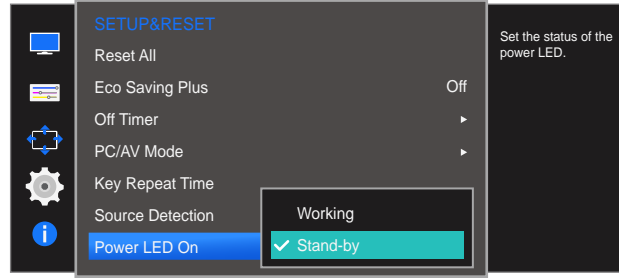 SETUP&RESET
Reset All
Eco Saving Plus Off
Off Timer
PC/AV Mode
Key Repeat Time
Source Detection
Power LED On
Working
Stand-by
Set the status of the
power LED.
i